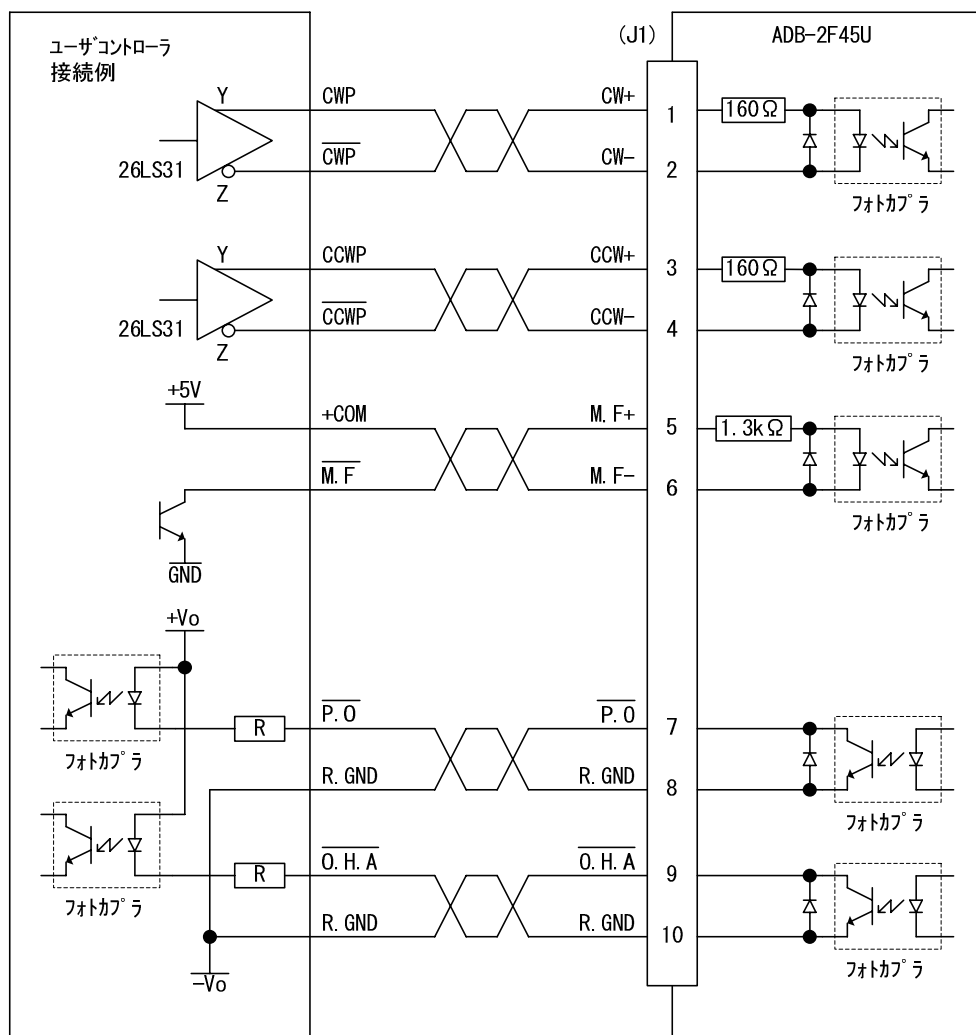 ユーザコントローラ
接続例
(J1)
ADB-2F45U
Y
CWP
CW+
1
160Ω
26LS31
C̅W̅P̅
CW-
2
Z
フォトカプラ
Y
CCWP
CCW+
3
160Ω
26LS31
C̅C̅W̅P̅
CCW-
4
Z
フォトカプラ
+5V
+COM
M.F+
5
1.3kΩ
M̅.̅F̅
M.F-
6
フォトカプラ
GND
+Vo
P̅.̅O̅
P̅.̅O̅
7
R
フォトカプラ
R.GND
R.GND
8
フォトカプラ
O̅.̅H̅.̅A̅
O̅.̅H̅.̅A̅
9
R
フォトカプラ
R.GND
R.GND
10
フォトカプラ
-Vo